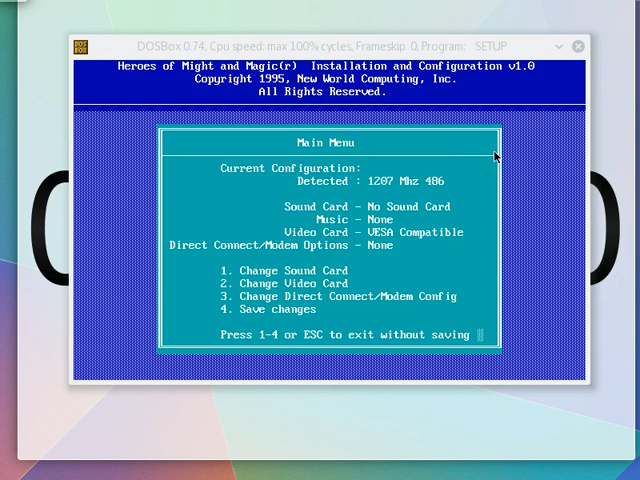 DOSBox 0.74, Cpu speed: max 100% cycles, Frameskip 0, Program: SETUP
DOS
BOX
Heroes of Might and Magic(r) Installation and Configuration v1.0
Copyright 1995, New World Computing, Inc.
All Rights Reserved.
Main Menu
Current Configuration:
Detected : 1207 Mhz 486
Sound Card - No Sound Card
Music - None
Video Card - VESA Compatible
Direct Connect/Modem Options - None
1. Change Sound Card
2. Change Video Card
3. Change Direct Connect/Modem Config
4. Save changes
Press 1-4 or ESC to exit without saving